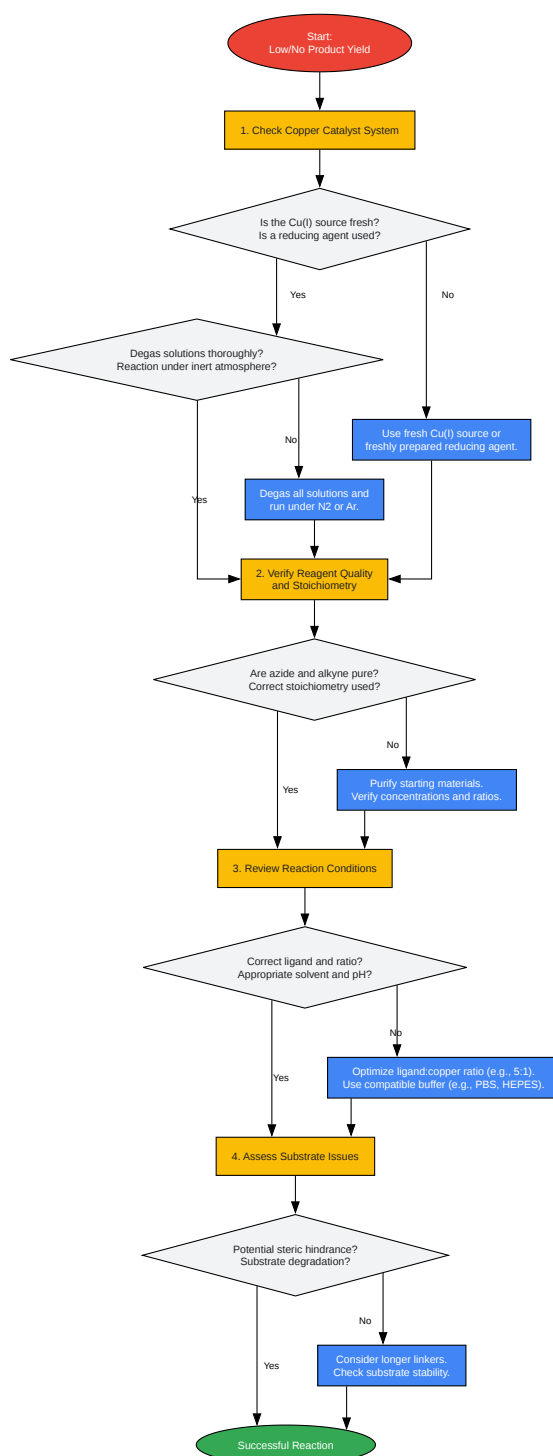 Start:
Low/No Product Yield
1. Check Copper Catalyst System
Is the Cu(I) source fresh?
Is a reducing agent used?
Yes
No
Degas solutions thoroughly?
Reaction under inert atmosphere?
No
Use fresh Cu(I) source or
freshly prepared reducing agent.
Yes
Degas all solutions and
run under N2 or Ar.
2. Verify Reagent Quality
and Stoichiometry
Are azide and alkyne pure?
Correct stoichiometry used?
No
Yes
Purify starting materials.
Verify concentrations and ratios.
3. Review Reaction Conditions
Correct ligand and ratio?
Appropriate solvent and pH?
No
Yes
Optimize ligand:copper ratio (e.g., 5:1).
Use compatible buffer (e.g., PBS, HEPES).
4. Assess Substrate Issues
Potential steric hindrance?
Substrate degradation?
No
Yes
Consider longer linkers.
Check substrate stability.
Successful Reaction